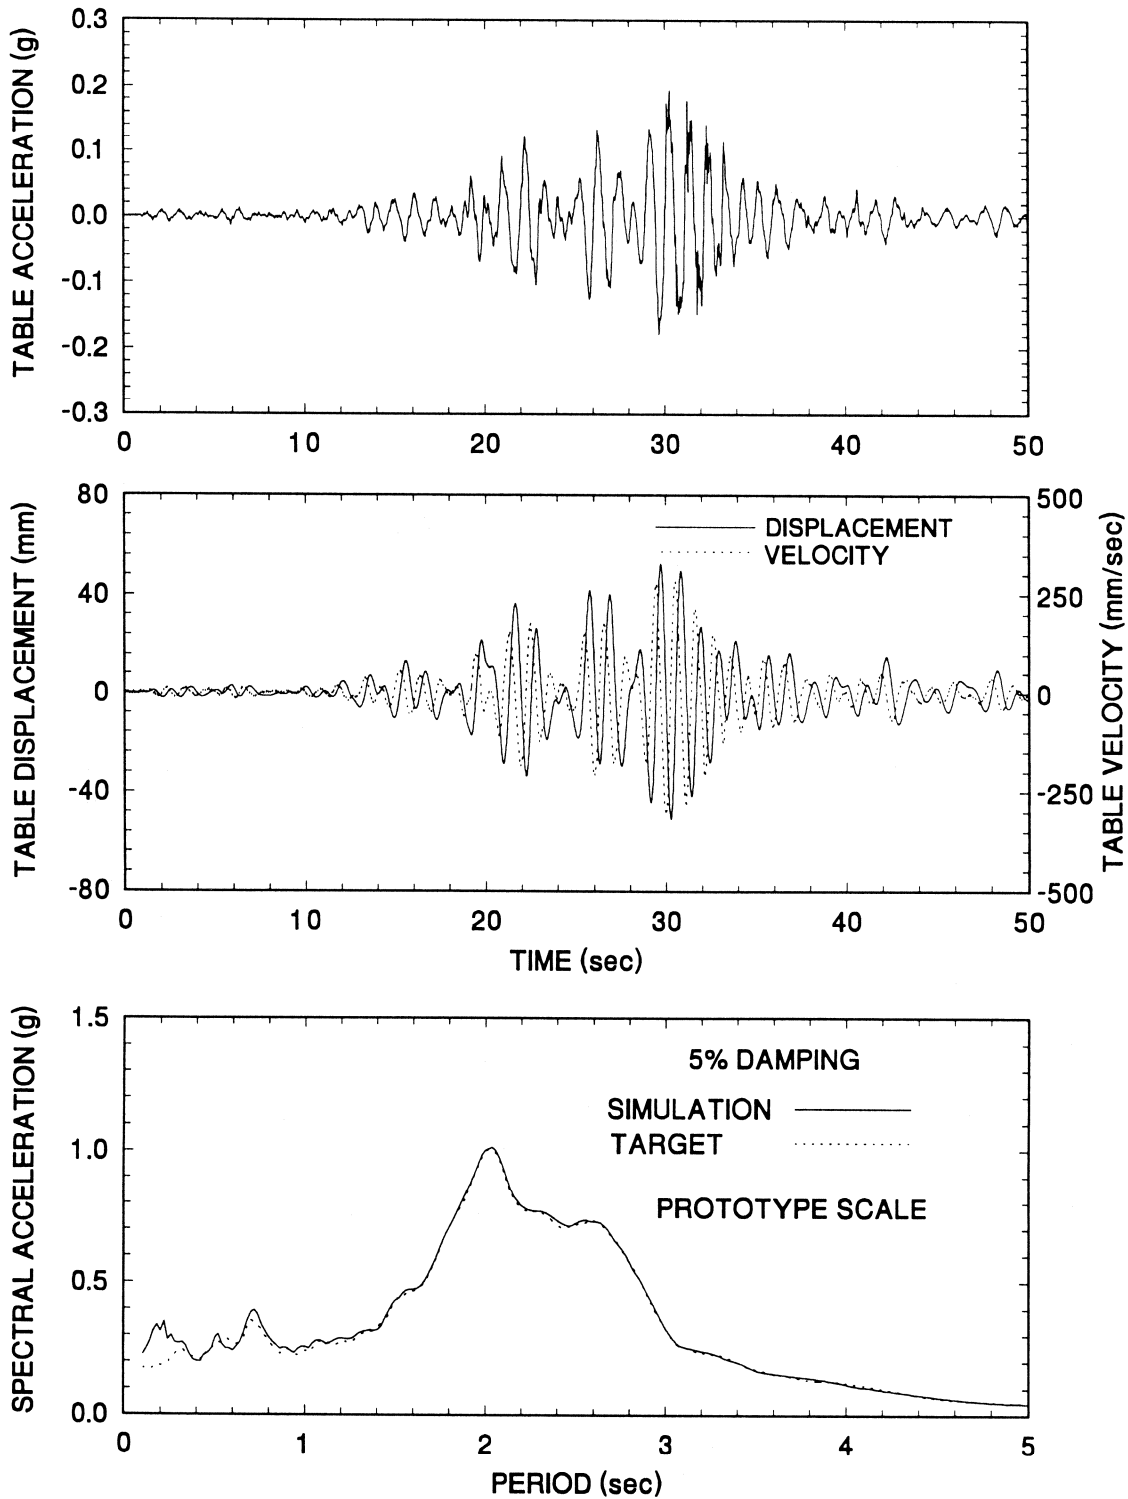 TABLE ACCELERATION (g)
0.3
0.2
0.1
0.0
-0.1
-0.2
-0.3
0 10 20 30 40 50
TABLE DISPLACEMENT (mm)
80
40
0
-40
-80
DISPLACEMENT
VELOCITY
500
250
0
-250
-500
TABLE VELOCITY (mm/sec)
0 10 20 30 40 50
TIME (sec)
SPECTRAL ACCELERATION (g)
1.5
1.0
0.5
0.0
5% DAMPING
SIMULATION
TARGET
PROTOTYPE SCALE
0 1 2 3 4 5
PERIOD (sec)